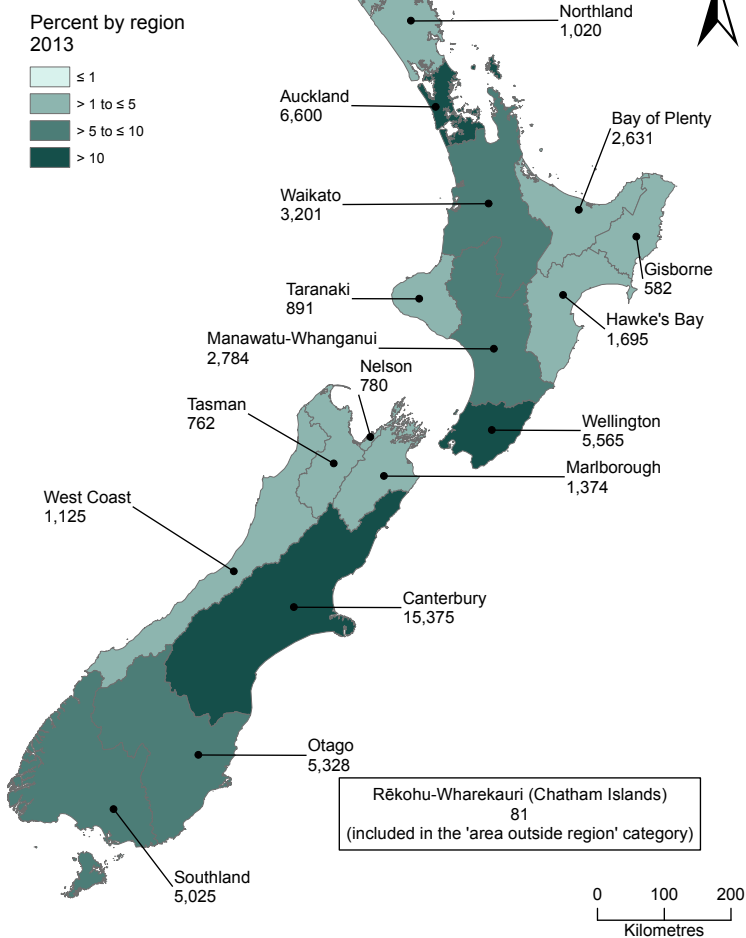 Percent by region
2013
≤ 1
> 1 to ≤ 5
> 5 to ≤ 10
> 10
Northland
1,020
Auckland
6,600
Bay of Plenty
2,631
Waikato
3,201
Gisborne
582
Taranaki
891
Hawke's Bay
1,695
Manawatu-Whanganui
2,784
Nelson
780
Tasman
762
Wellington
5,565
Marlborough
1,374
West Coast
1,125
Canterbury
15,375
Otago
5,328
Rēkohu-Wharekauri (Chatham Islands)
81
(included in the 'area outside region' category)
Southland
5,025
0 100 200
Kilometres